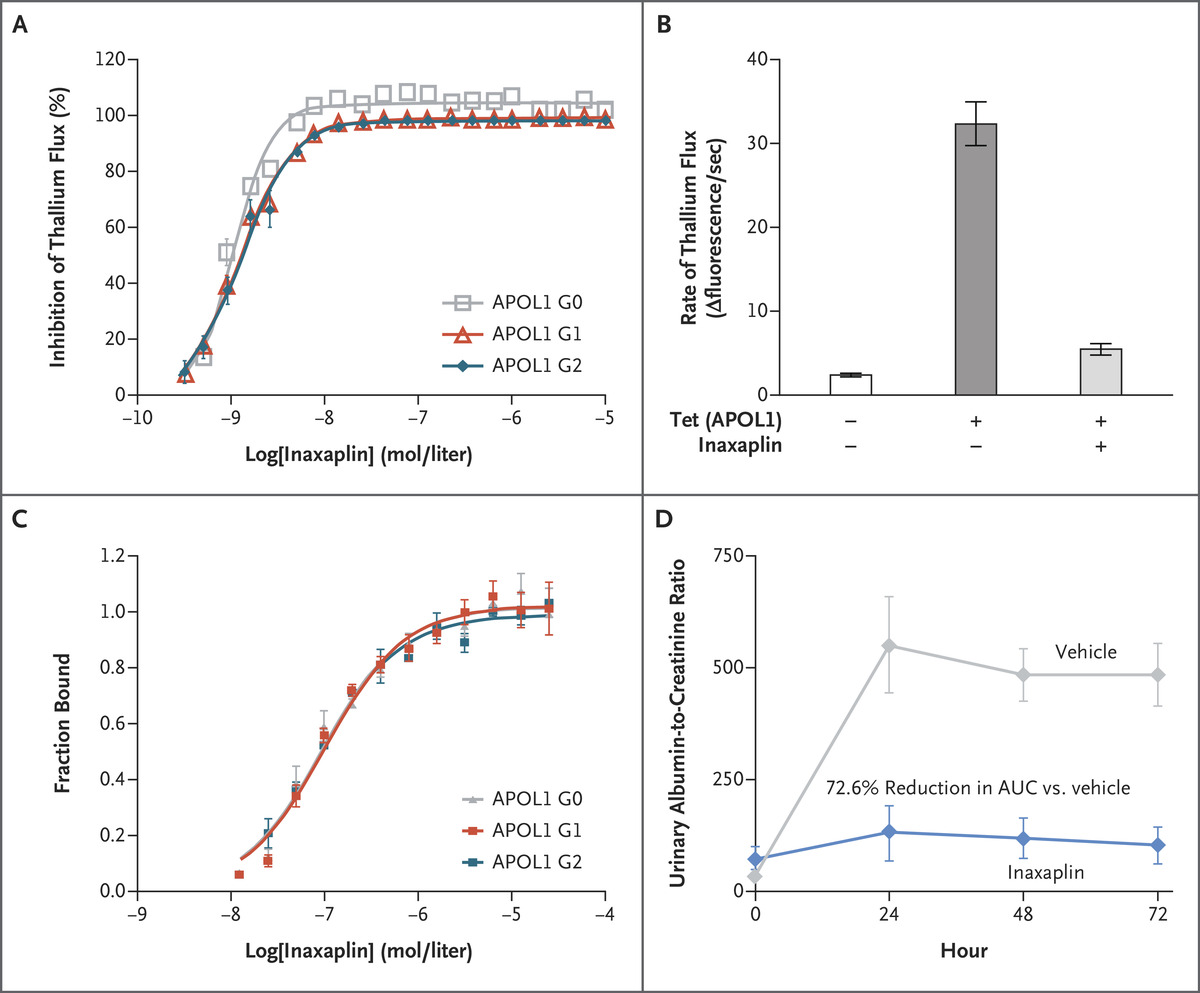 A
Inhibition of Thallium Flux (%)
120
100
80
60
40
20
0
APOL1 G0
APOL1 G1
APOL1 G2
–10
–9
–8
–7
–6
–5
Log[Inaxaplin] (mol/liter)
B
Rate of Thallium Flux
(Δfluorescence/sec)
40
30
20
10
0
Tet (APOL1) – + +
Inaxaplin – – +
C
Fraction Bound
1.2
1.0
0.8
0.6
0.4
0.2
0.0
APOL1 G0
APOL1 G1
APOL1 G2
–9
–8
–7
–6
–5
–4
Log[Inaxaplin] (mol/liter)
D
Urinary Albumin-to-Creatinine Ratio
750
500
250
0
Vehicle
72.6% Reduction in AUC vs. vehicle
Inaxaplin
0
24
48
72
Hour